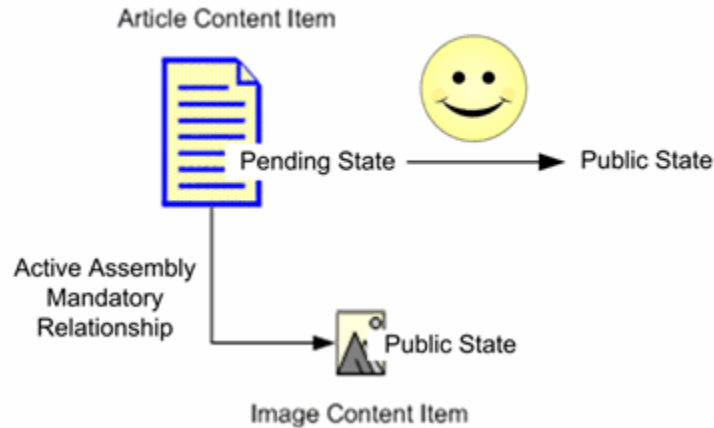 Article Content Item
Pending State
Public State
Active Assembly
Mandatory
Relationship
Public State
Image Content Item